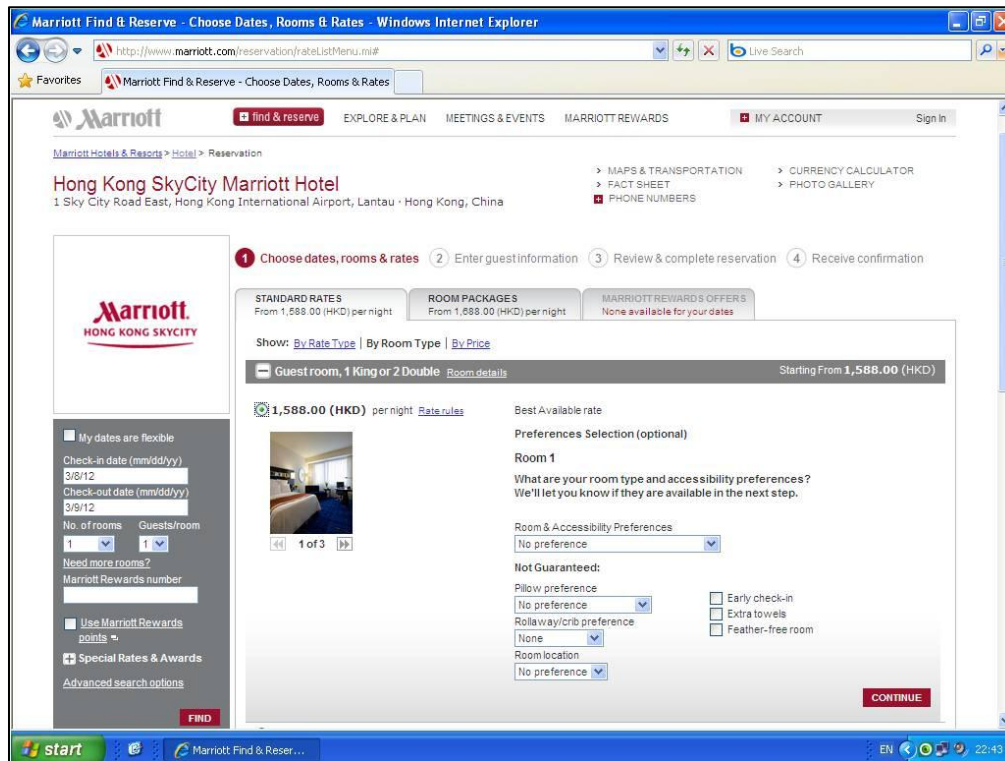 Marriott Find & Reserve - Choose Dates, Rooms & Rates - Windows Internet Explorer
http://www.marriott.com/reservation/rateListMenu.mi#
Live Search
Favorites
Marriott Find & Reserve - Choose Dates, Rooms & Rates
Marriott
find & reserve
EXPLORE & PLAN
MEETINGS & EVENTS
MARRIOTT REWARDS
MY ACCOUNT
Sign In
Marriott Hotels & Resorts > Hotel > Reservation
Hong Kong SkyCity Marriott Hotel
1 Sky City Road East, Hong Kong International Airport, Lantau · Hong Kong, China
> MAPS & TRANSPORTATION
> FACT SHEET
PHONE NUMBERS
> CURRENCY CALCULATOR
> PHOTO GALLERY
Marriott.
HONG KONG SKYCITY
1 Choose dates, rooms & rates
2 Enter guest information
3 Review & complete reservation
4 Receive confirmation
STANDARD RATES
From 1,588.00 (HKD) per night
ROOM PACKAGES
From 1,688.00 (HKD) per night
MARRIOTT REWARDS OFFERS
None available for your dates
Show: By Rate Type | By Room Type | By Price
Guest room, 1 King or 2 Double Room details
Starting From 1,588.00 (HKD)
1,588.00 (HKD) per night Rate rules
1 of 3
Best Available rate
Preferences Selection (optional)
Room 1
What are your room type and accessibility preferences?
We'll let you know if they are available in the next step.
Room & Accessibility Preferences
No preference
Not Guaranteed:
Pillow preference
No preference
Rollaway/crib preference
None
Room location
No preference
Early check-in
Extra towels
Feather-free room
CONTINUE
My dates are flexible
Check-in date (mm/dd/yy)
3/8/12
Check-out date (mm/dd/yy)
3/9/12
No. of rooms Guests/room
1 1
Need more rooms?
Marriott Rewards number
Use Marriott Rewards
points
Special Rates & Awards
Advanced search options
FIND
start
Marriott Find & Reser...
EN
22:43